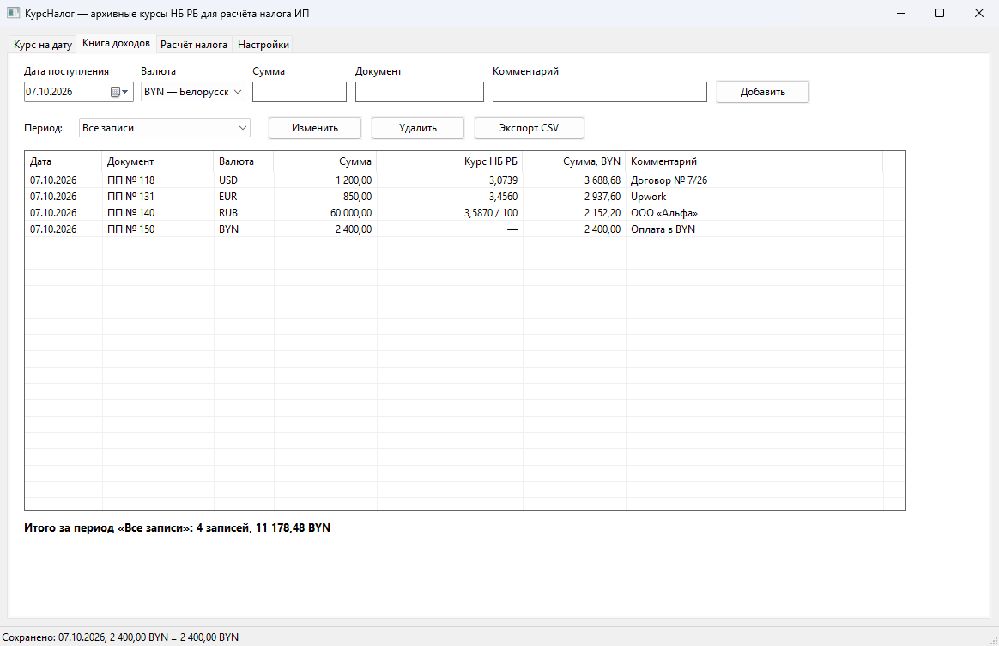 КурсНалог — архивные курсы НБ РБ для расчёта налога ИП
Курс на дату Книга доходов Расчёт налога Настройки
Дата поступления Валюта Сумма Документ Комментарий
07.10.2026 BYN — Белорусск Добавить
Период: Все записи Изменить Удалить Экспорт CSV
Дата Документ Валюта Сумма Курс НБ РБ Сумма, BYN Комментарий
07.10.2026 ПП № 118 USD 1 200,00 3,0739 3 688,68 Договор № 7/26
07.10.2026 ПП № 131 EUR 850,00 3,4560 2 937,60 Upwork
07.10.2026 ПП № 140 RUB 60 000,00 3,5870 / 100 2 152,20 ООО «Альфа»
07.10.2026 ПП № 150 BYN 2 400,00 — 2 400,00 Оплата в BYN
Итого за период «Все записи»: 4 записей, 11 178,48 BYN
Сохранено: 07.10.2026, 2 400,00 BYN = 2 400,00 BYN